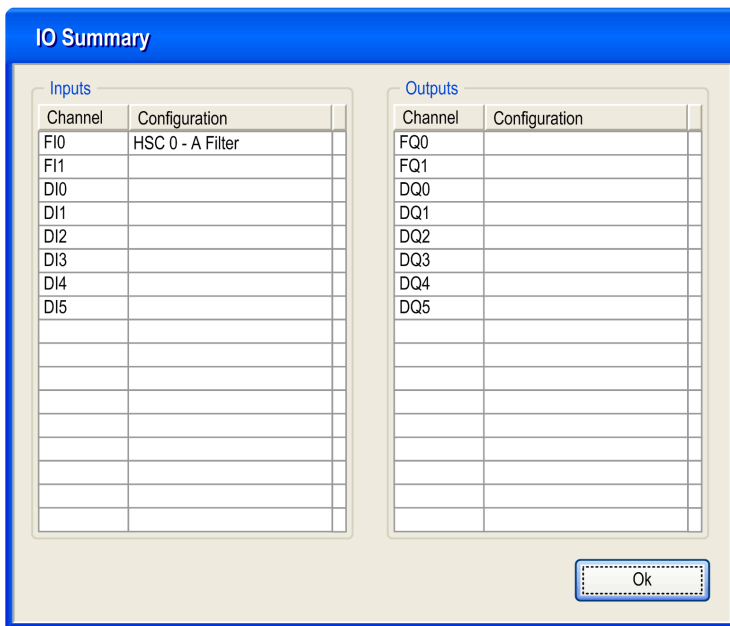 IO Summary
Inputs
Channel Configuration
FI0 HSC 0 - A Filter
FI1
DI0
DI1
DI2
DI3
DI4
DI5
Outputs
Channel Configuration
FQ0
FQ1
DQ0
DQ1
DQ2
DQ3
DQ4
DQ5
Ok